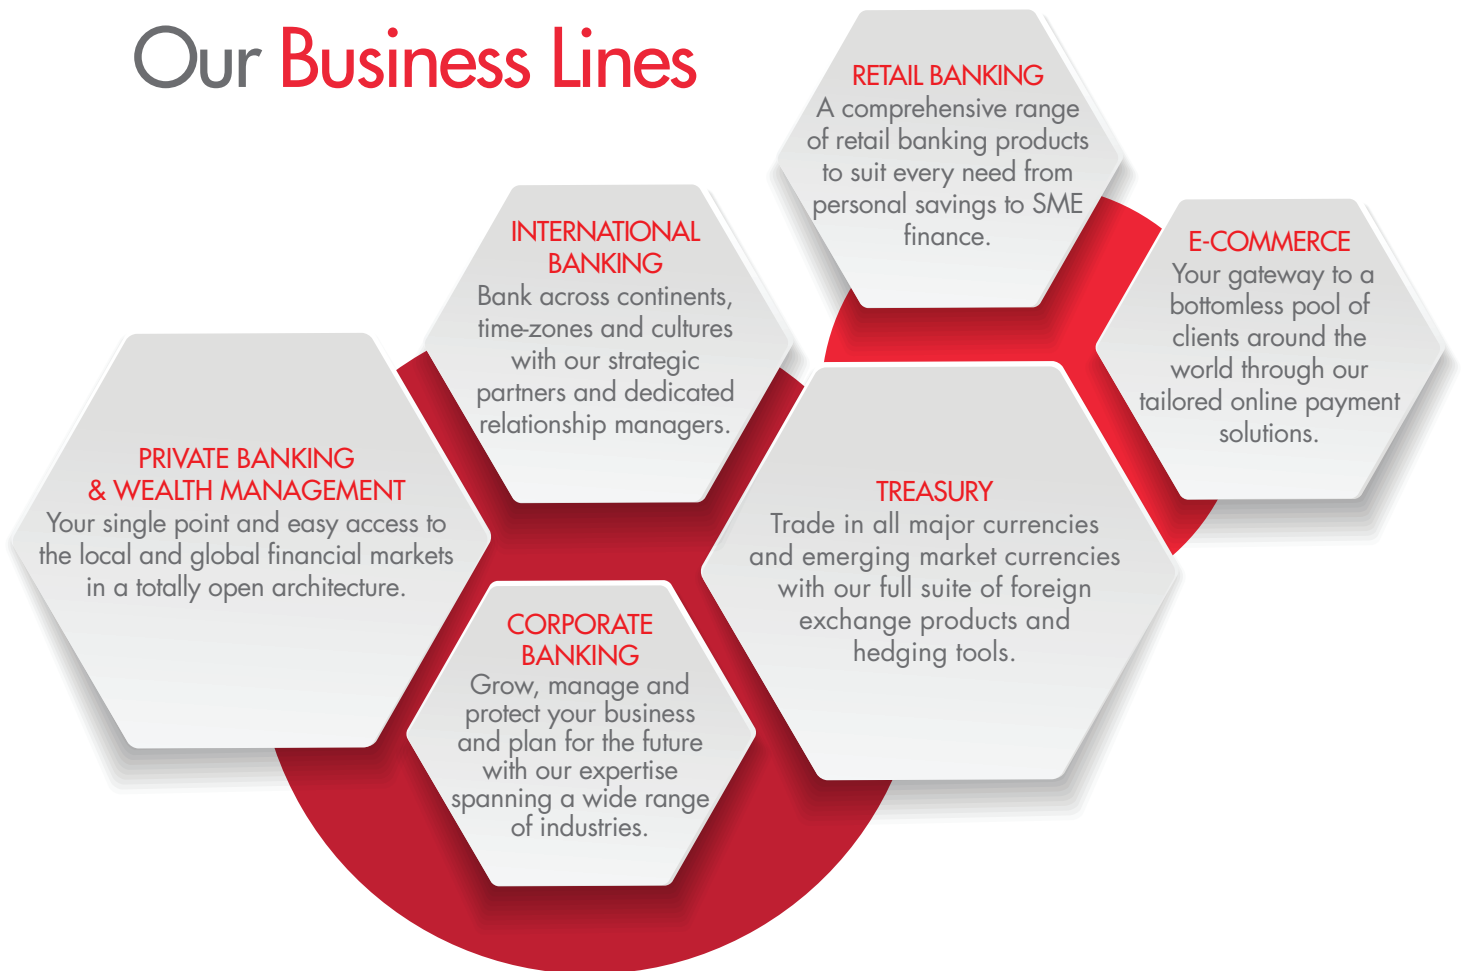 Our Business Lines
RETAIL BANKING
A comprehensive range
of retail banking products
to suit every need from
personal savings to SME
finance.
INTERNATIONAL
BANKING
Bank across continents,
time-zones and cultures
with our strategic
partners and dedicated
relationship managers.
E-COMMERCE
Your gateway to a
bottomless pool of
clients around the
world through our
tailored online payment
solutions.
PRIVATE BANKING
& WEALTH MANAGEMENT
Your single point and easy access to
the local and global financial markets
in a totally open architecture.
TREASURY
Trade in all major currencies
and emerging market currencies
with our full suite of foreign
exchange products and
hedging tools.
CORPORATE
BANKING
Grow, manage and
protect your business
and plan for the future
with our expertise
spanning a wide range
of industries.